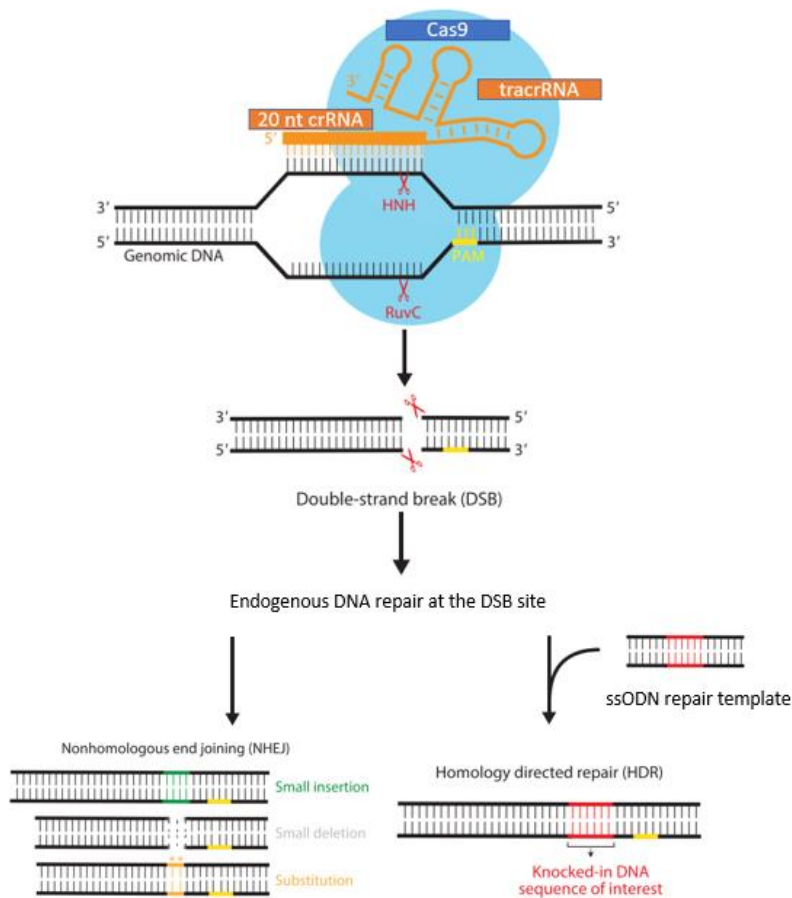 Cas9
3'
tracrRNA
20 nt crRNA
5'
HNH
3'
5'
5'
3'
Genomic DNA
PAM
RuvC
3'
5'
5'
3'
Double-strand break (DSB)
Endogenous DNA repair at the DSB site
ssODN repair template
Nonhomologous end joining (NHEJ)
Small insertion
Small deletion
Substitution
Homology directed repair (HDR)
Knocked-in DNA
sequence of interest